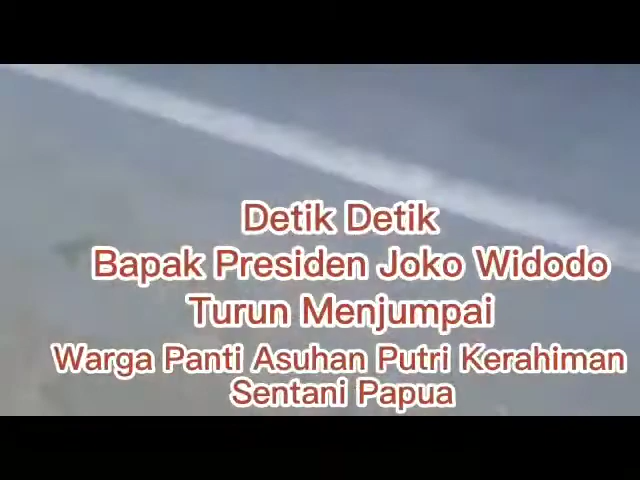 Detik Detik
Bapak Presiden Joko Widodo
Turun Menjumpai
Warga Panti Asuhan Putri Kerahiman
Sentani Papua